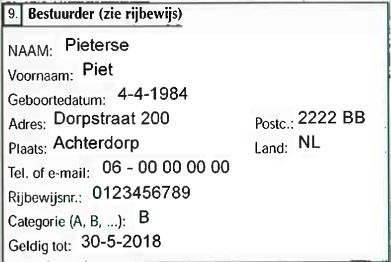 9. Bestuurder (zie rijbewijs)
NAAM: Pieterse
Voornaam: Piet
Geboortedatum: 4-4-1984
Adres: Dorpstraat 200 Postc.: 2222 BB
Plaats: Achterdorp Land: NL
Tel. of e-mail: 06 - 00 00 00 00
Rijbewijsnr.: 0123456789
Categorie (A, B, ...): B
Geldig tot: 30-5-2018